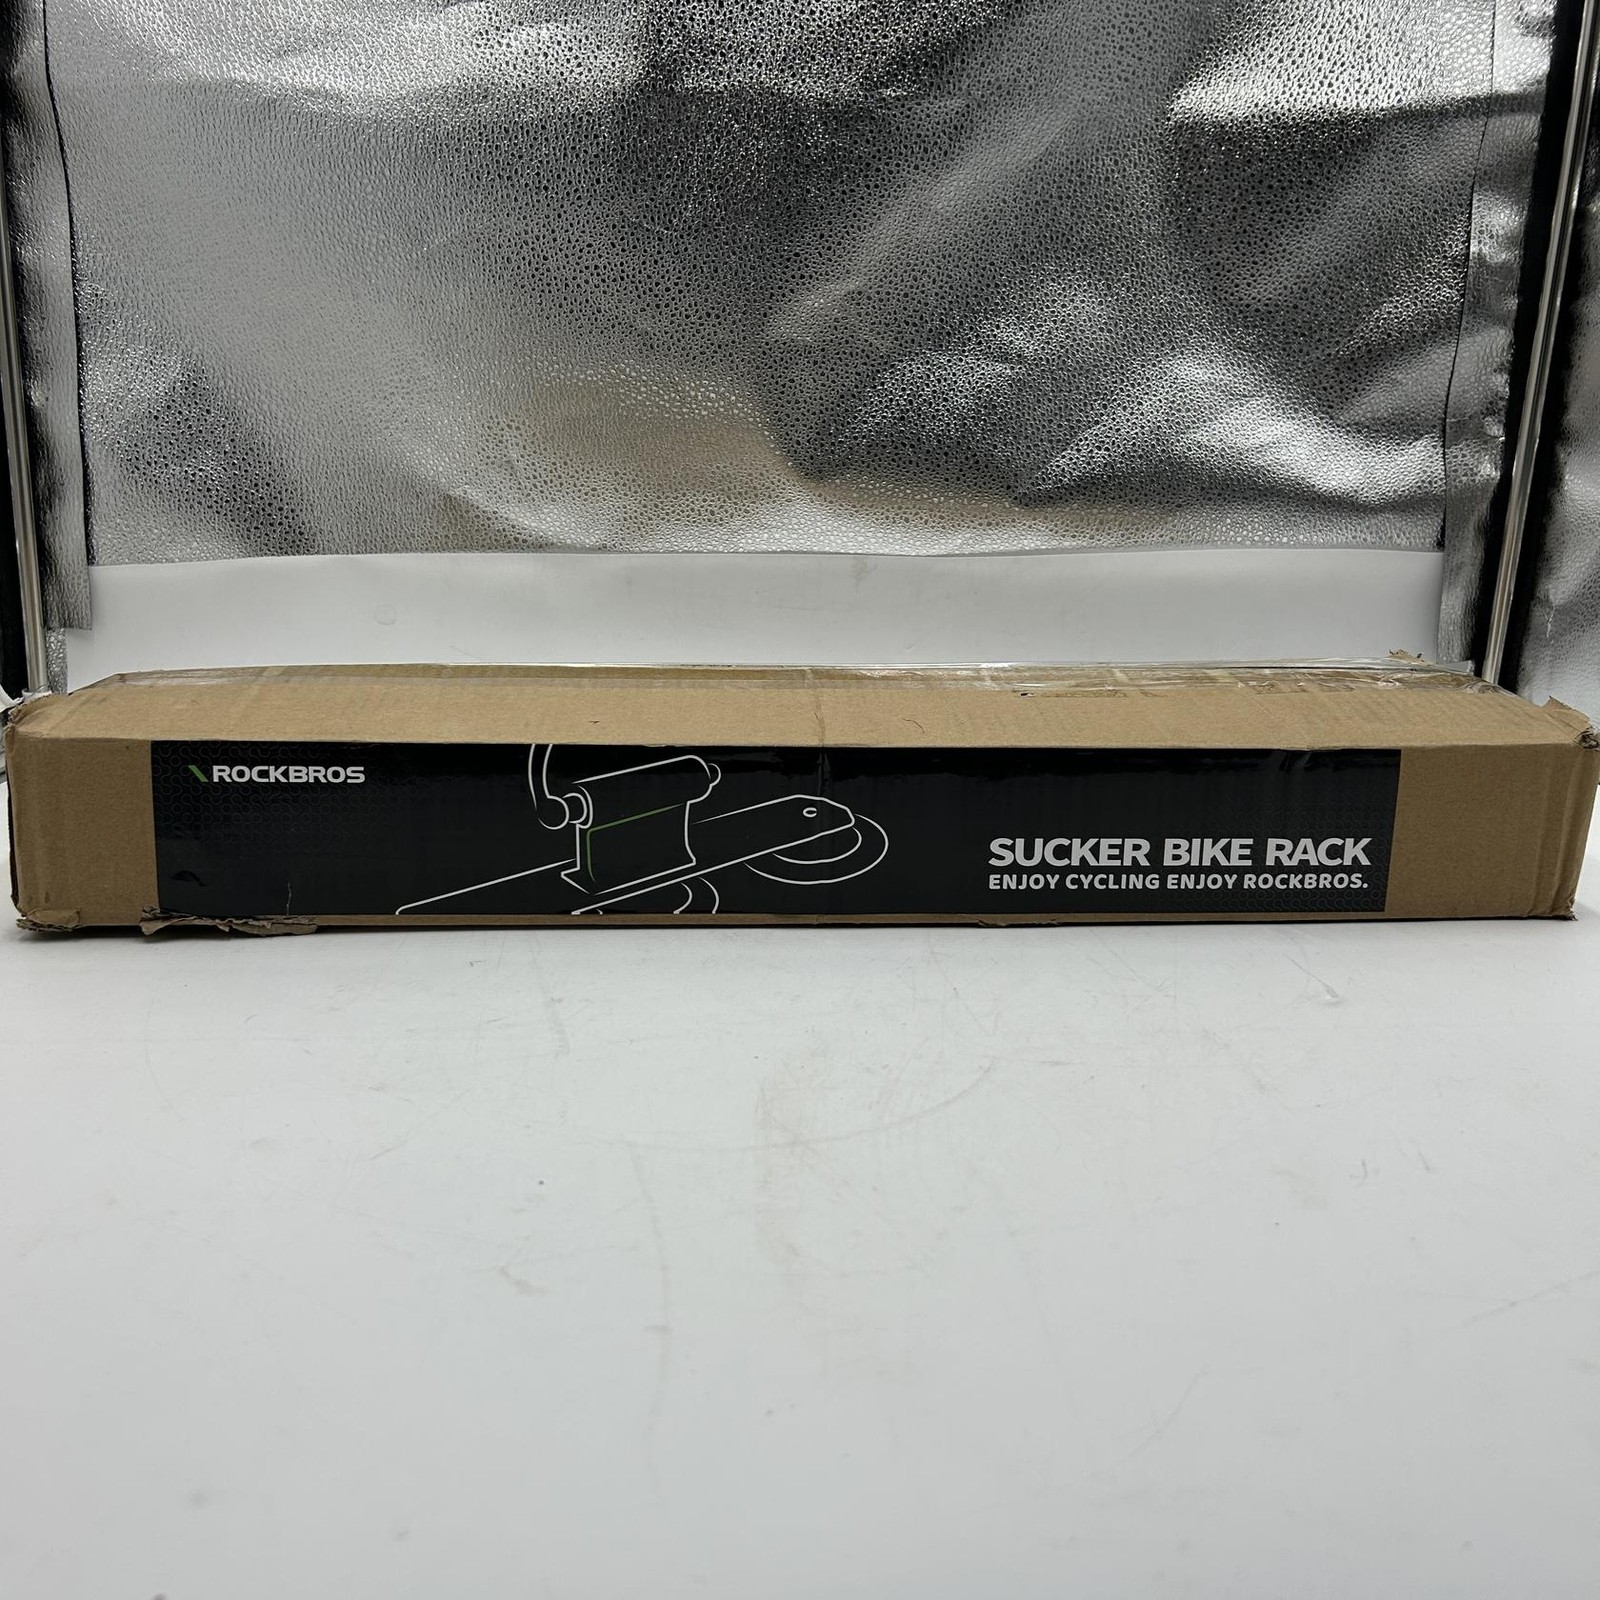 ROCKBROS
SUCKER BIKE RACK
ENJOY CYCLING ENJOY ROCKBROS.